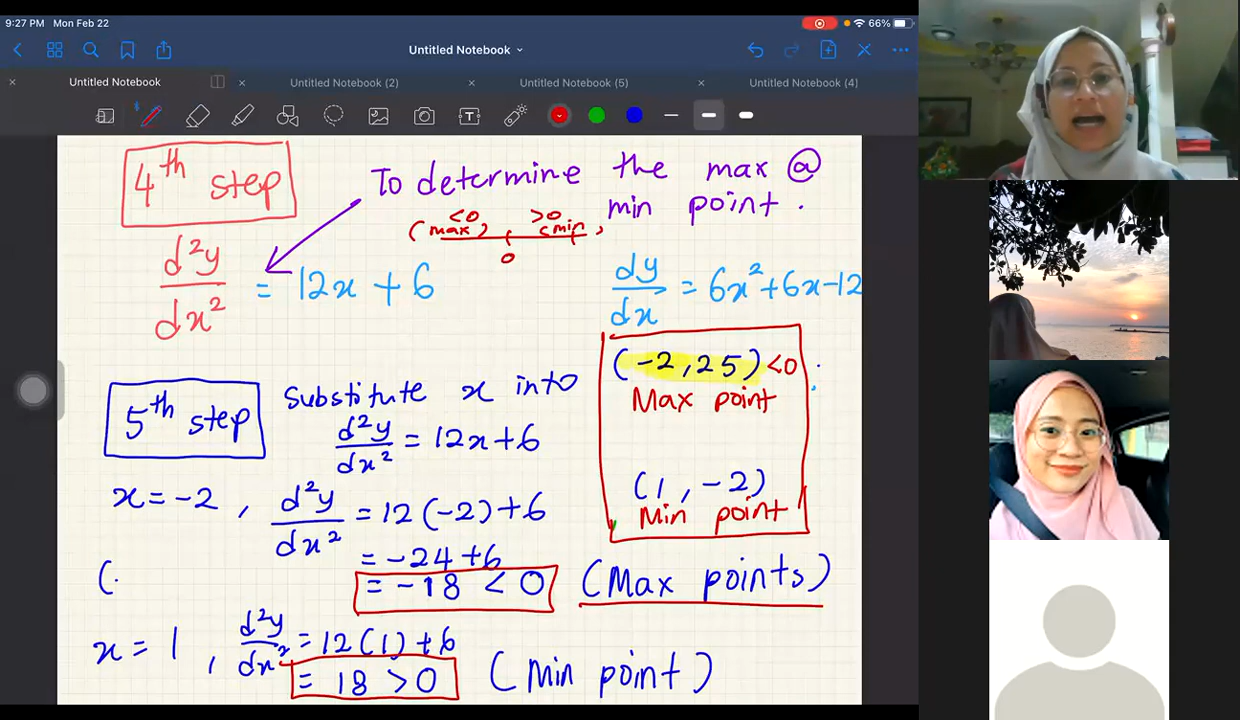 9:27 PM Mon Feb 22
66%
Untitled Notebook
Untitled Notebook
Untitled Notebook (2)
Untitled Notebook (5)
Untitled Notebook (4)
T
4th step
To determine the max @
min point.
<0 >0
(max) (min)
0
d²y/dx² = 12x + 6
dy/dx = 6x²+6x-12
(-2,25) <0
Max point
(1, -2)
Min point
5th step
Substitute x into
d²y/dx² = 12x+6
x = -2, d²y/dx² = 12(-2)+6
= -24+6
= -18 < 0 (Max points)
(
x = 1, d²y/dx² = 12(1)+6
= 18 >0 (Min point)